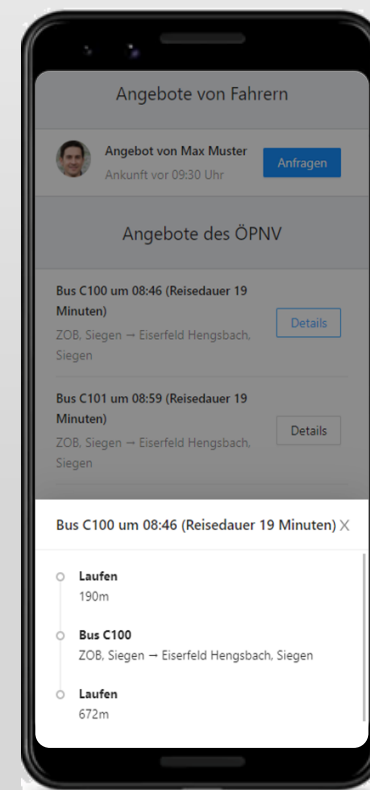 Angebote von Fahrern
Angebot von Max Muster
Ankunft vor 09:30 Uhr
Anfragen
Angebote des ÖPNV
Bus C100 um 08:46 (Reisedauer 19
Minuten)
ZOB, Siegen → Eiserfeld Hengsbach,
Siegen
Details
Bus C101 um 08:59 (Reisedauer 19
Minuten)
ZOB, Siegen → Eiserfeld Hengsbach,
Siegen
Details
Bus C100 um 08:46 (Reisedauer 19 Minuten) X
Laufen
190m
Bus C100
ZOB, Siegen → Eiserfeld Hengsbach, Siegen
Laufen
672m